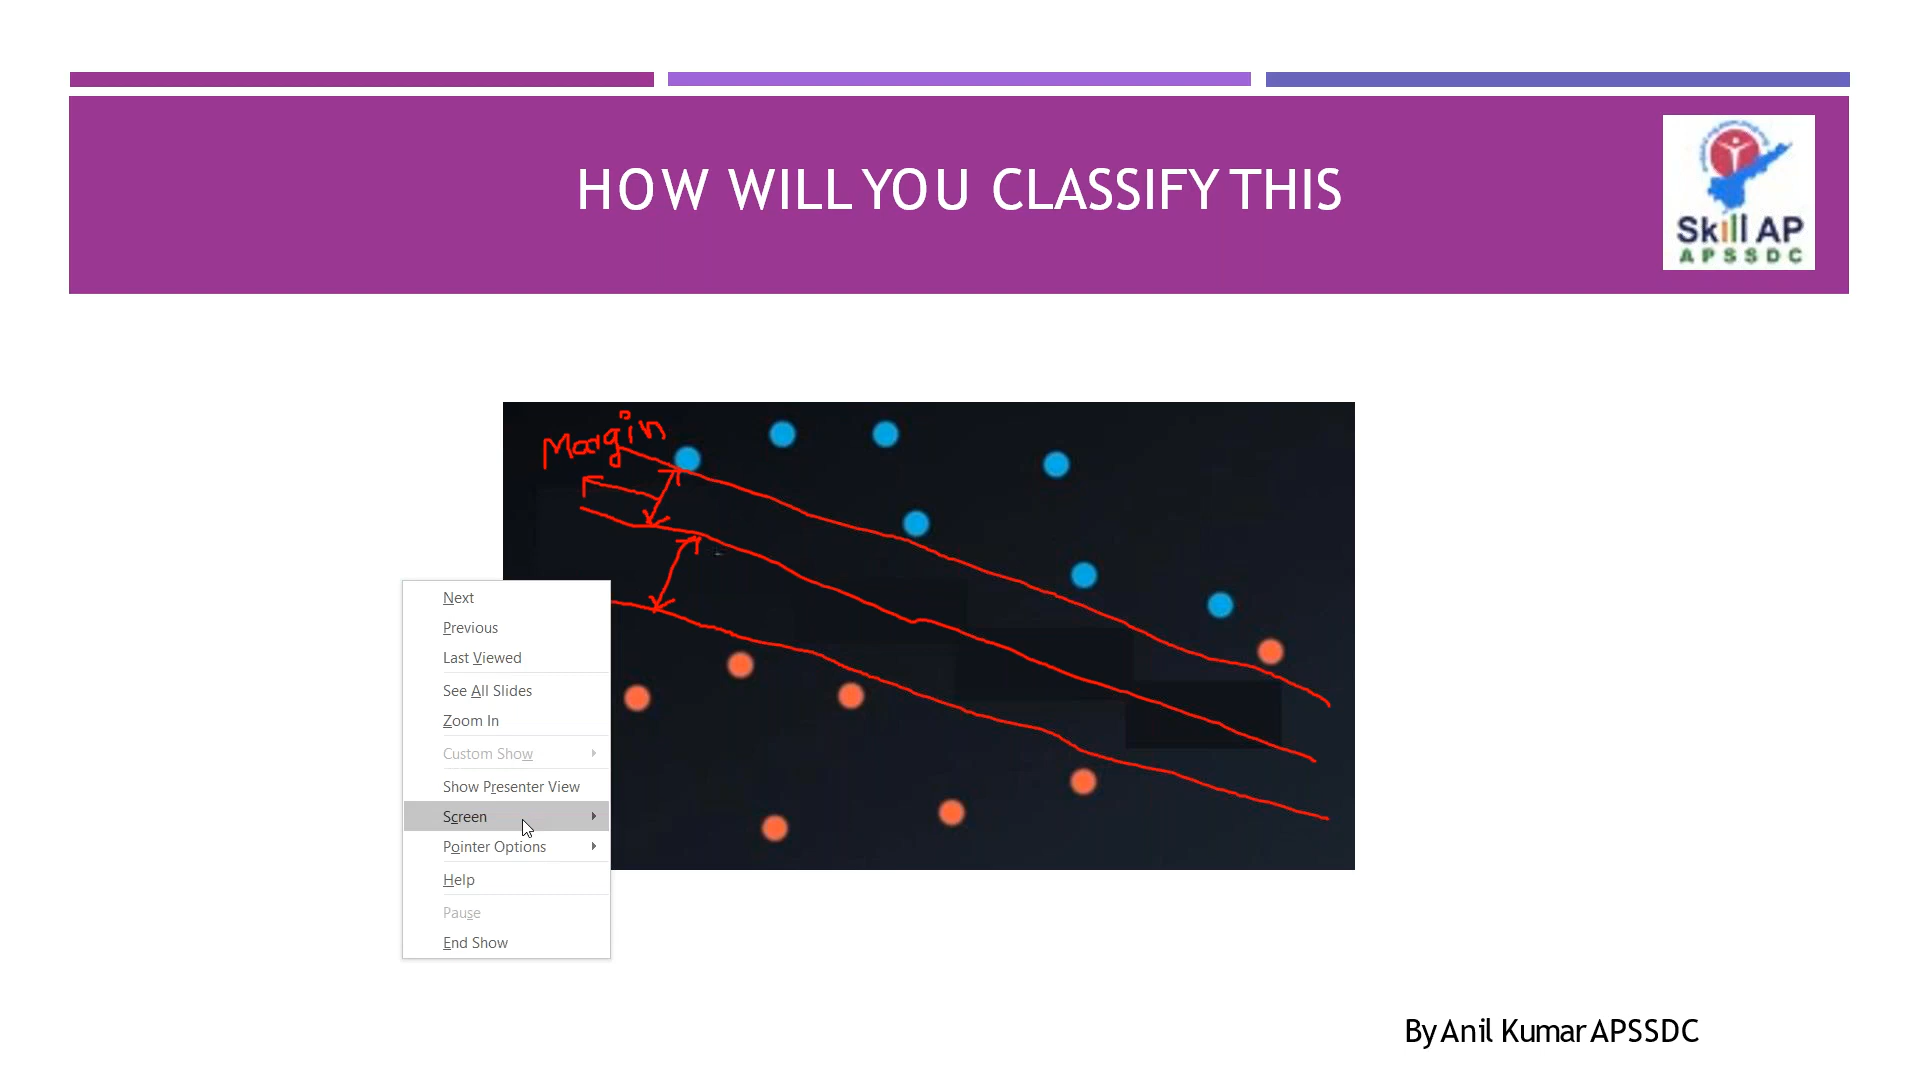 HOW WILL YOU CLASSIFY THIS
Skill AP
APSSDC
Margin
Next
Previous
Last Viewed
See All Slides
Zoom In
Custom Show
Show Presenter View
Screen
Pointer Options
Help
Pause
End Show
By Anil Kumar APSSDC